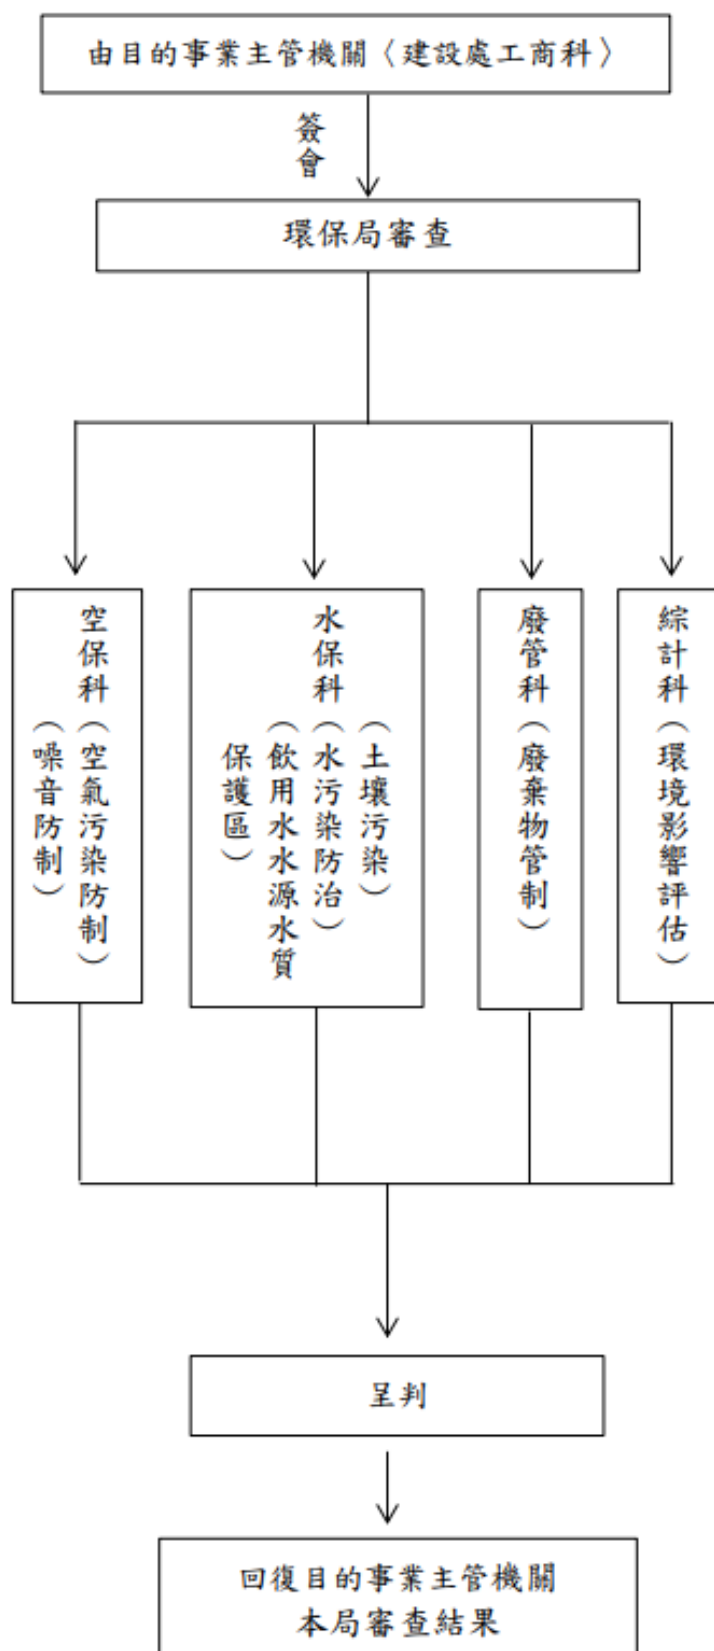 由目的事業主管機關〈建設處工商科〉
簽會
環保局審查
空保科（空氣污染防制）
（噪音防制）
（土壤污染）
水保科（水污染防治）
（飲用水水源水質
保護區）
廢管科（廢棄物管制）
綜計科（環境影響評估）
呈判
回復目的事業主管機關
本局審查結果